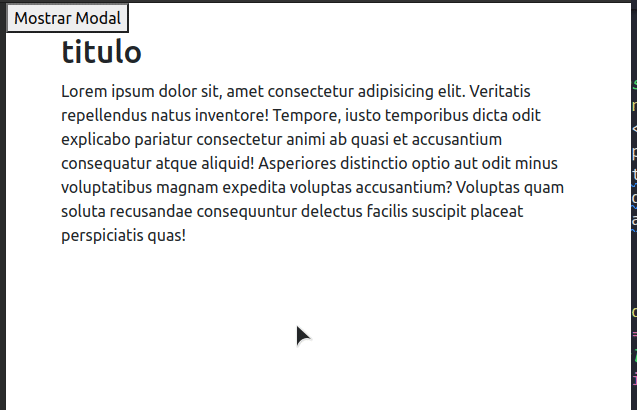 Mostrar Modal
titulo
Lorem ipsum dolor sit, amet consectetur adipisicing elit. Veritatis
repellendus natus inventore! Tempore, iusto temporibus dicta odit
explicabo pariatur consectetur animi ab quasi et accusantium
consequatur atque aliquid! Asperiores distinctio optio aut odit minus
voluptatibus magnam expedita voluptas accusantium? Voluptas quam
soluta recusandae consequuntur delectus facilis suscipit placeat
perspiciatis quas!